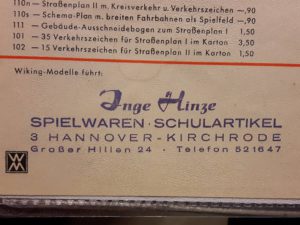 110n — Straßenplan II m. Kreisverkehr u. Verkehrszeichen —,90
110s — Schema-Plan m. breiten Fahrbahnen als Spielfeld —,90
111 — Gebäude-Ausschneidebogen zum Straßenplan I 1,50
101 — 35 Verkehrszeichen für Straßenplan I im Karton 3,50
102 — 15 Verkehrszeichen für Straßenplan II im Karton 1,50
Wiking-Modelle führt:
Inge Hinze
SPIELWAREN · SCHULARTIKEL
3 HANNOVER-KIRCHRODE
Großer Hillen 24 · Telefon 521647
WM